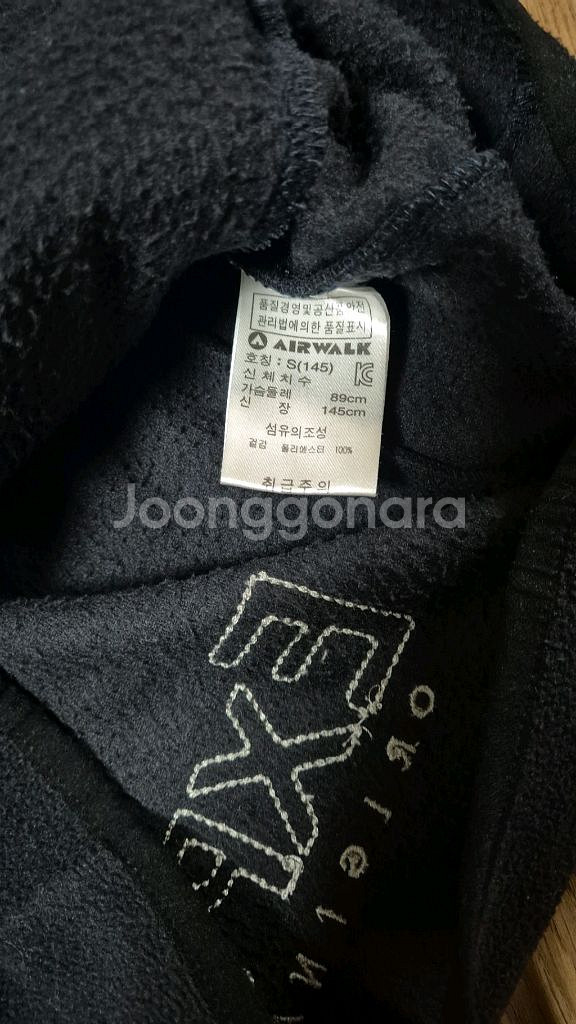 품질경영및공산품안전
관리법에의한 품질표시
AIRWALK
호칭 : S(145)
신체치수
가슴둘레 89cm
신 장 145cm
섬유의조성
겉감 폴리에스터 100%
취급주의
Joonggonara